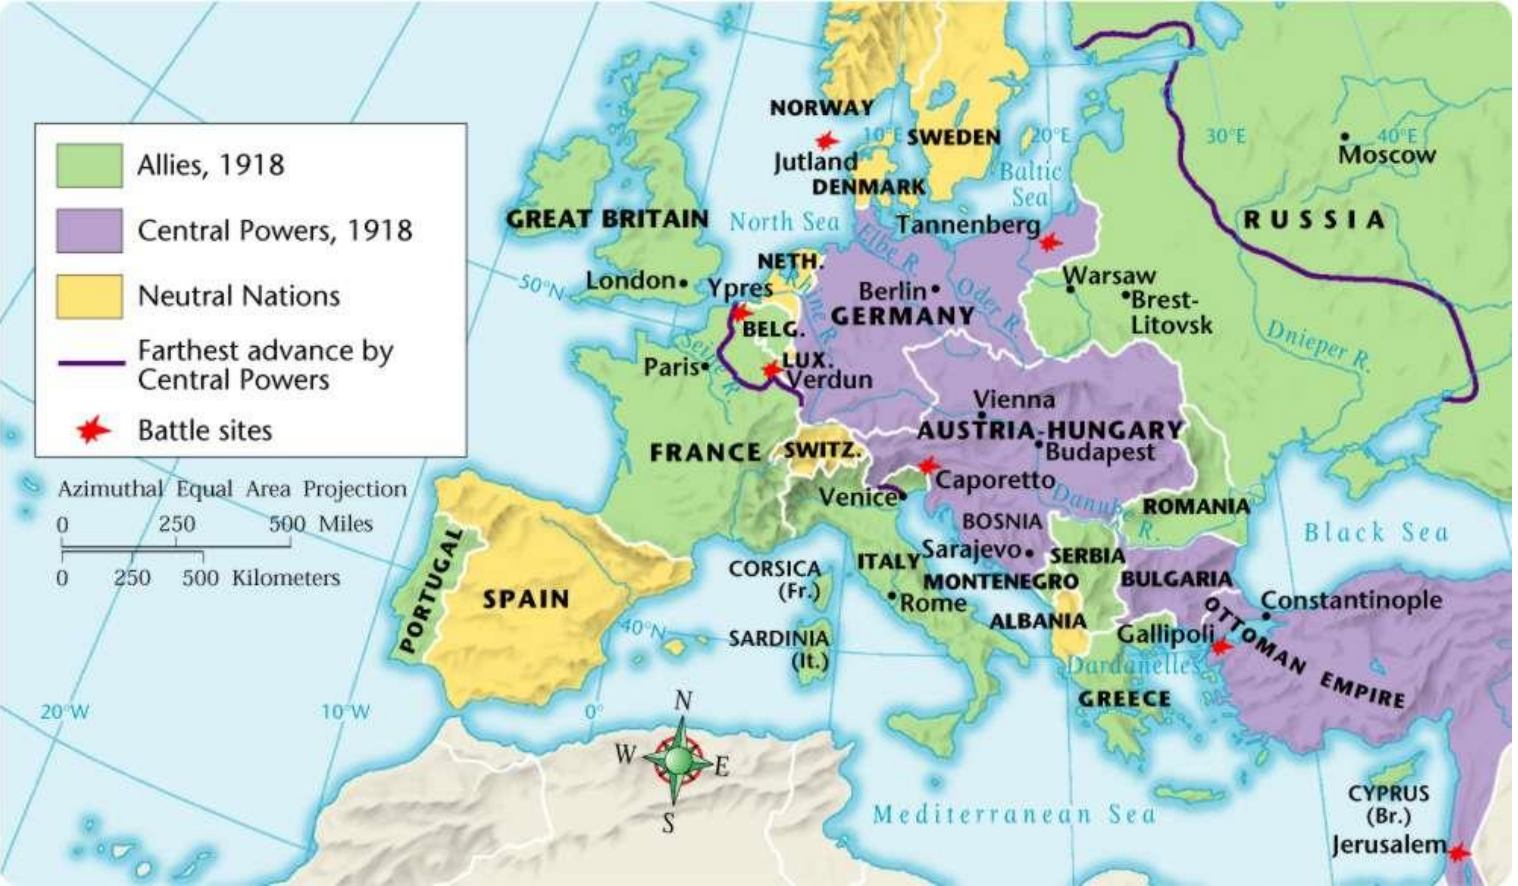 Allies, 1918
Central Powers, 1918
Neutral Nations
Farthest advance by
Central Powers
Battle sites
Azimuthal Equal Area Projection
0 250 500 Miles
0 250 500 Kilometers
NORWAY
10°E
SWEDEN
20°E
30°E
40°E
Moscow
Jutland
DENMARK
Baltic
Sea
GREAT BRITAIN
North Sea
Tannenberg
RUSSIA
Elbe R.
NETH.
London
Ypres
50°N
Rhine R.
Berlin
Oder R.
Warsaw
Brest-
Litovsk
GERMANY
BELG.
Dnieper R.
Seine R.
Paris
LUX.
Verdun
Vienna
AUSTRIA-HUNGARY
Budapest
FRANCE
SWITZ.
Caporetto
Venice
Danube
R.
ROMANIA
BOSNIA
Black Sea
Sarajevo
SERBIA
ITALY
MONTENEGRO
BULGARIA
CORSICA
(Fr.)
Rome
Constantinople
PORTUGAL
SPAIN
ALBANIA
Gallipoli
OTTOMAN EMPIRE
40°N
SARDINIA
(It.)
Dardanelles
GREECE
20°W
10°W
0°
N
W
E
S
Mediterranean Sea
CYPRUS
(Br.)
Jerusalem